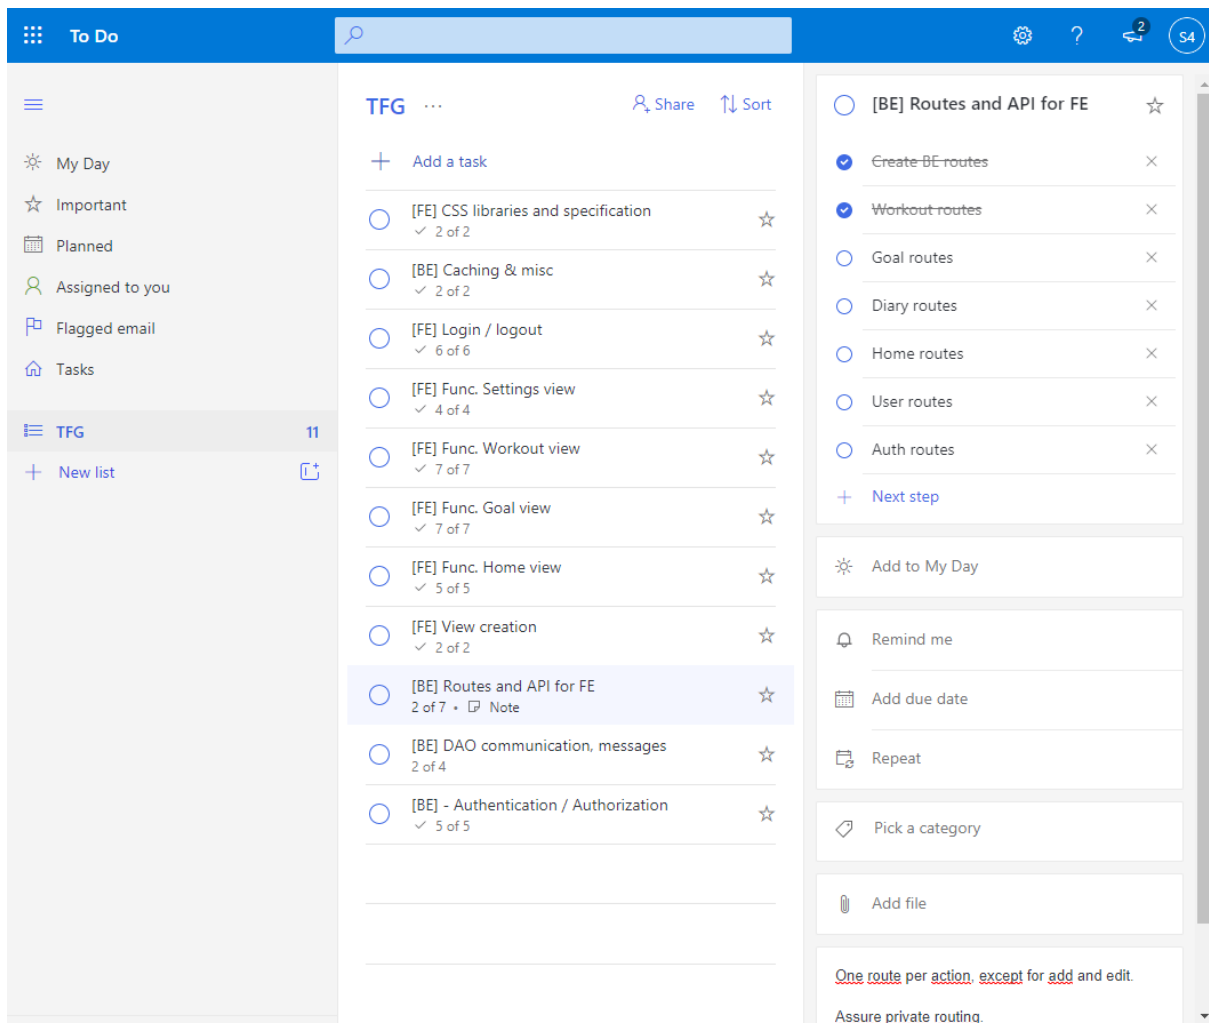 To Do
2
S4
My Day
Important
Planned
Assigned to you
Flagged email
Tasks
TFG 11
New list
TFG ...
Share
Sort
Add a task
[FE] CSS libraries and specification
2 of 2
[BE] Caching & misc
2 of 2
[FE] Login / logout
6 of 6
[FE] Func. Settings view
4 of 4
[FE] Func. Workout view
7 of 7
[FE] Func. Goal view
7 of 7
[FE] Func. Home view
5 of 5
[FE] View creation
2 of 2
[BE] Routes and API for FE
2 of 7 • Note
[BE] DAO communication, messages
2 of 4
[BE] - Authentication / Authorization
5 of 5
[BE] Routes and API for FE
Create BE routes
Workout routes
Goal routes
Diary routes
Home routes
User routes
Auth routes
Next step
Add to My Day
Remind me
Add due date
Repeat
Pick a category
Add file
One route per action, except for add and edit.
Assure private routing.